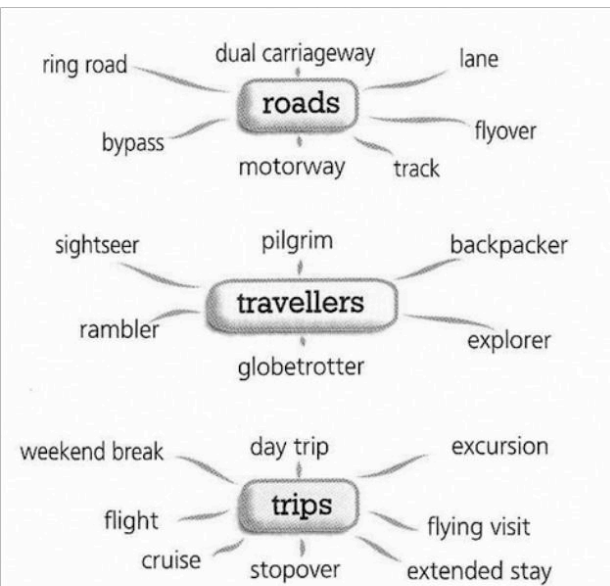 dual carriageway
ring road
lane
roads
bypass
flyover
motorway
track
sightseer
pilgrim
backpacker
travellers
rambler
explorer
globetrotter
weekend break
day trip
excursion
trips
flight
flying visit
cruise
stopover
extended stay